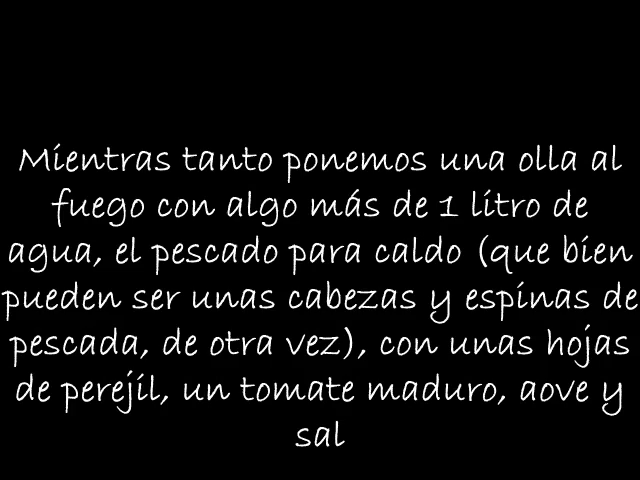 Mientras tanto ponemos una olla al
fuego con algo más de 1 litro de
agua, el pescado para caldo (que bien
pueden ser unas cabezas y espinas de
pescada, de otra vez), con unas hojas
de perejil, un tomate maduro, aove y
sal